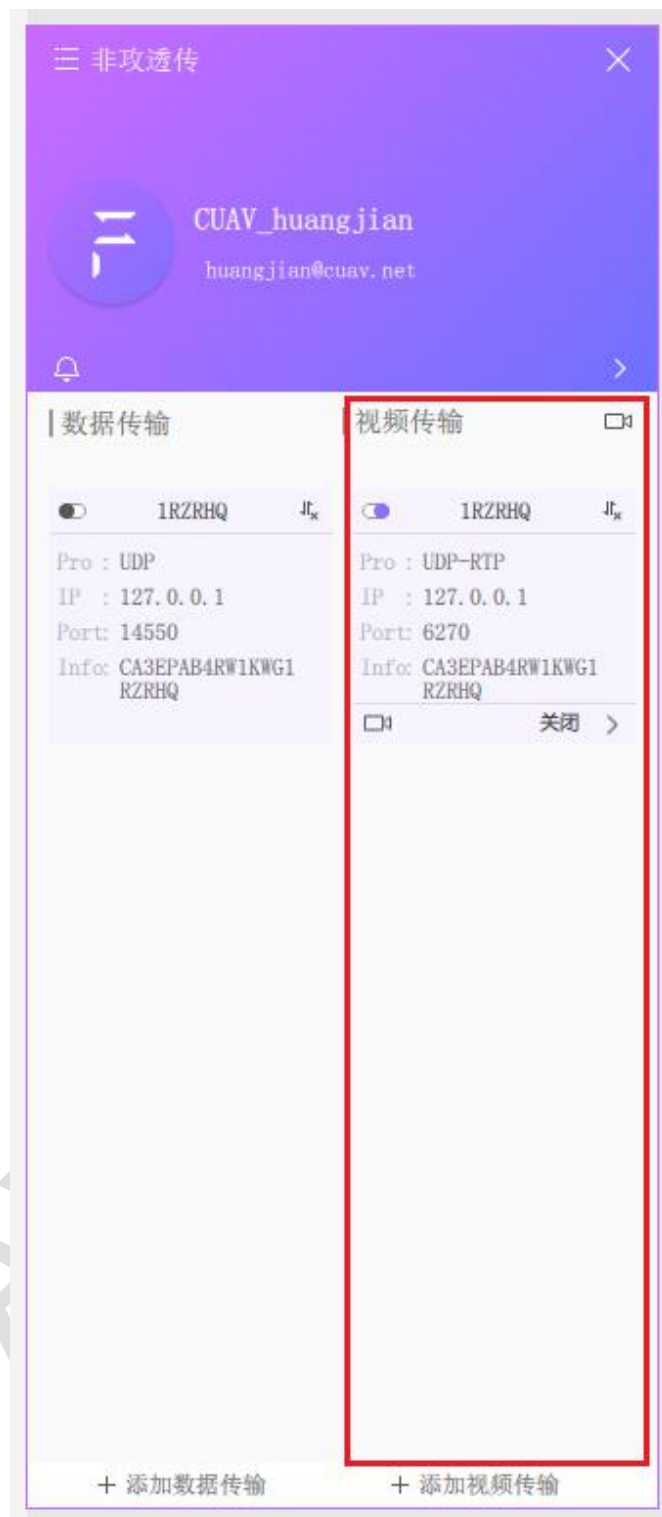 非攻透传
CUAV_huangjian
huangjian@cuav.net
数据传输
1RZRHQ
Pro : UDP
IP : 127.0.0.1
Port: 14550
Info: CA3EPAB4RW1KWG1
RZRHQ
视频传输
1RZRHQ
Pro : UDP-RTP
IP : 127.0.0.1
Port: 6270
Info: CA3EPAB4RW1KWG1
RZRHQ
关闭
+ 添加数据传输
+ 添加视频传输